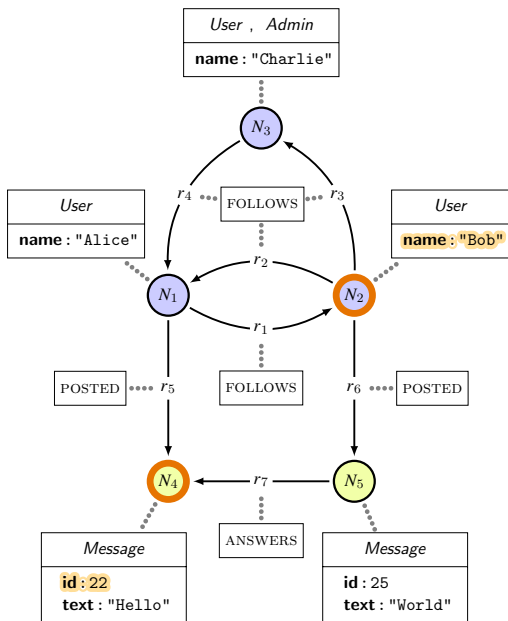 User , Admin
name : "Charlie"
N3
r4
FOLLOWS
r3
User
name : "Alice"
User
name : "Bob"
r2
N1
N2
r1
POSTED
r5
FOLLOWS
r6
POSTED
N4
r7
N5
Message
id : 22
text : "Hello"
ANSWERS
Message
id : 25
text : "World"